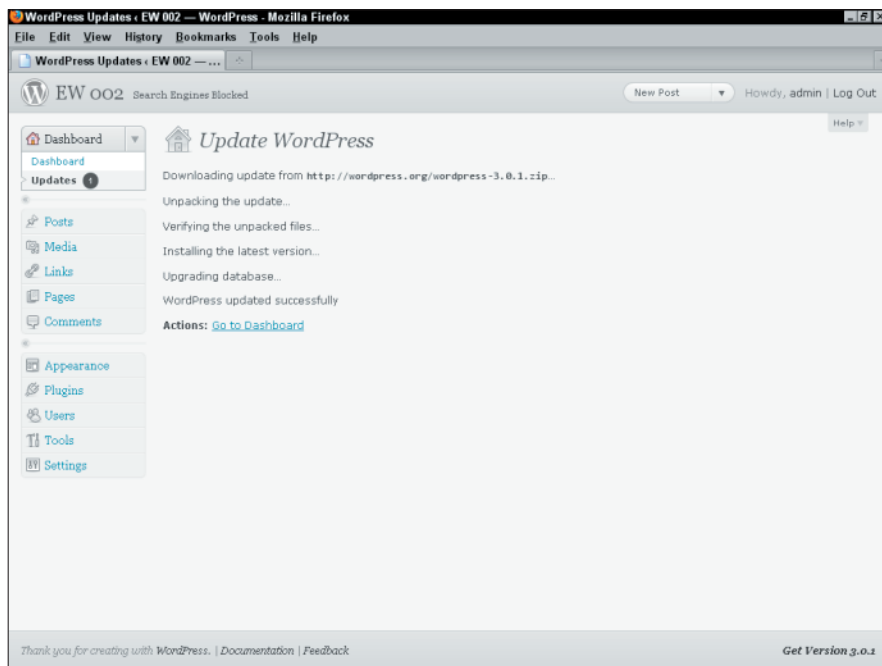 WordPress Updates ‹ EW 002 — WordPress - Mozilla Firefox
File Edit View History Bookmarks Tools Help
WordPress Updates ‹ EW 002 — ...
EW 002 Search Engines Blocked
New Post
Howdy, admin | Log Out
Help
Dashboard
Dashboard
Updates 1
Posts
Media
Links
Pages
Comments
Appearance
Plugins
Users
Tools
Settings
Update WordPress
Downloading update from http://wordpress.org/wordpress-3.0.1.zip…
Unpacking the update…
Verifying the unpacked files…
Installing the latest version…
Upgrading database…
WordPress updated successfully
Actions: Go to Dashboard
Thank you for creating with WordPress. | Documentation | Feedback
Get Version 3.0.1